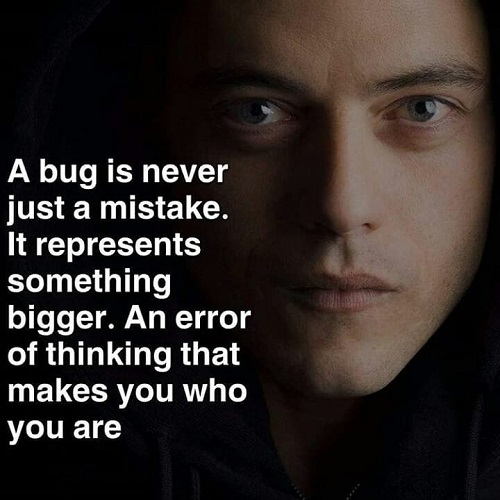 A bug is never
just a mistake.
It represents
something
bigger. An error
of thinking that
makes you who
you are